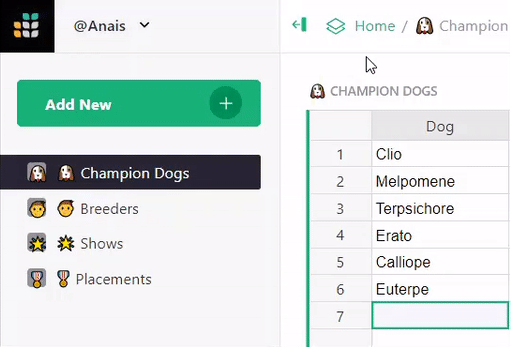 @Anais
Home / Champion
Add New
CHAMPION DOGS
Dog
Champion Dogs
1 Clio
2 Melpomene
3 Terpsichore
4 Erato
5 Calliope
6 Euterpe
7
Breeders
Shows
Placements